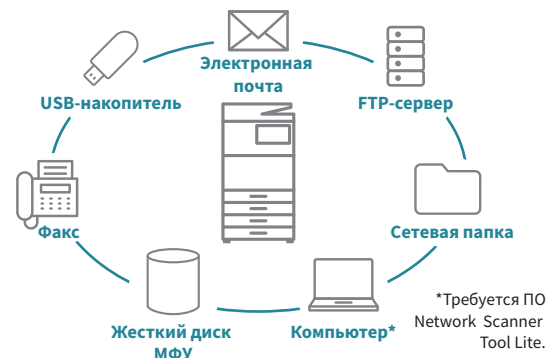 Электронная
почта
USB-накопитель
FTP-сервер
Факс
Сетевая папка
Жесткий диск
МФУ
Компьютер*
*Требуется ПО
Network Scanner
Tool Lite.